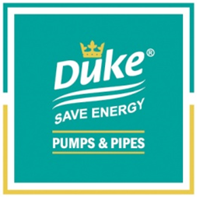 Duke®
SAVE ENERGY
PUMPS & PIPES